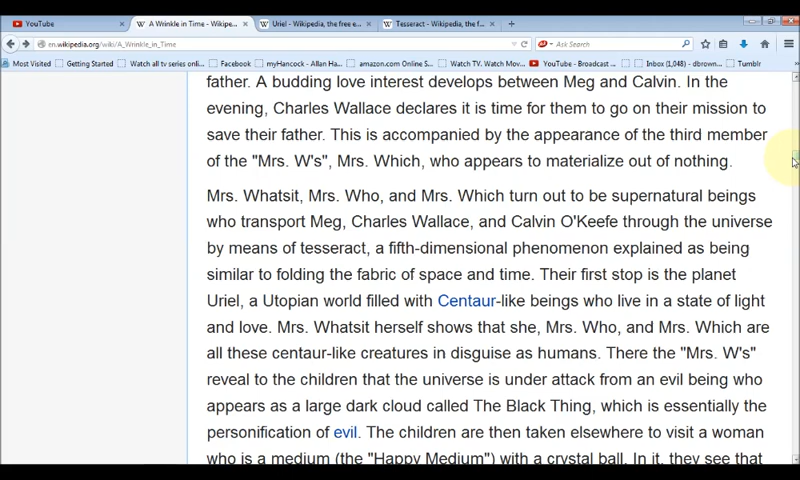 YouTube
A Wrinkle in Time - Wikipe...
Uriel - Wikipedia, the free e...
Tesseract - Wikipedia, the f...
en.wikipedia.org/wiki/A_Wrinkle_in_Time
Ask Search
Most Visited Getting Started Watch all tv series onli... Facebook myHancock - Allan Ha... amazon.com Online S... Watch TV. Watch Mov... YouTube - Broadcast ... Inbox (1,048) - dbrown... Tumblr
father. A budding love interest develops between Meg and Calvin. In the
evening, Charles Wallace declares it is time for them to go on their mission to
save their father. This is accompanied by the appearance of the third member
of the "Mrs. W's", Mrs. Which, who appears to materialize out of nothing.
Mrs. Whatsit, Mrs. Who, and Mrs. Which turn out to be supernatural beings
who transport Meg, Charles Wallace, and Calvin O'Keefe through the universe
by means of tesseract, a fifth-dimensional phenomenon explained as being
similar to folding the fabric of space and time. Their first stop is the planet
Uriel, a Utopian world filled with Centaur-like beings who live in a state of light
and love. Mrs. Whatsit herself shows that she, Mrs. Who, and Mrs. Which are
all these centaur-like creatures in disguise as humans. There the "Mrs. W's"
reveal to the children that the universe is under attack from an evil being who
appears as a large dark cloud called The Black Thing, which is essentially the
personification of evil. The children are then taken elsewhere to visit a woman
who is a medium (the "Happy Medium") with a crystal ball. In it, they see that